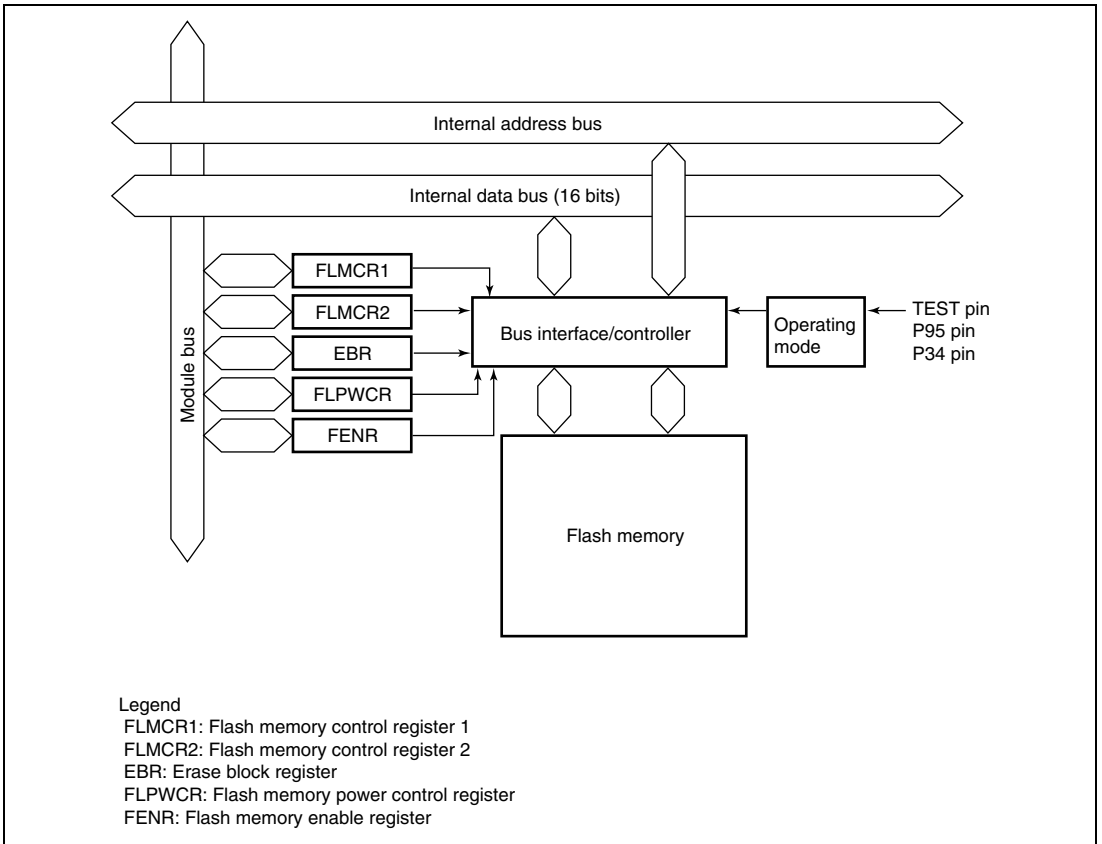 Internal address bus
Internal data bus (16 bits)
Module bus
FLMCR1
FLMCR2
EBR
FLPWCR
FENR
Bus interface/controller
Operating
mode
TEST pin
P95 pin
P34 pin
Flash memory
Legend
FLMCR1: Flash memory control register 1
FLMCR2: Flash memory control register 2
EBR: Erase block register
FLPWCR: Flash memory power control register
FENR: Flash memory enable register